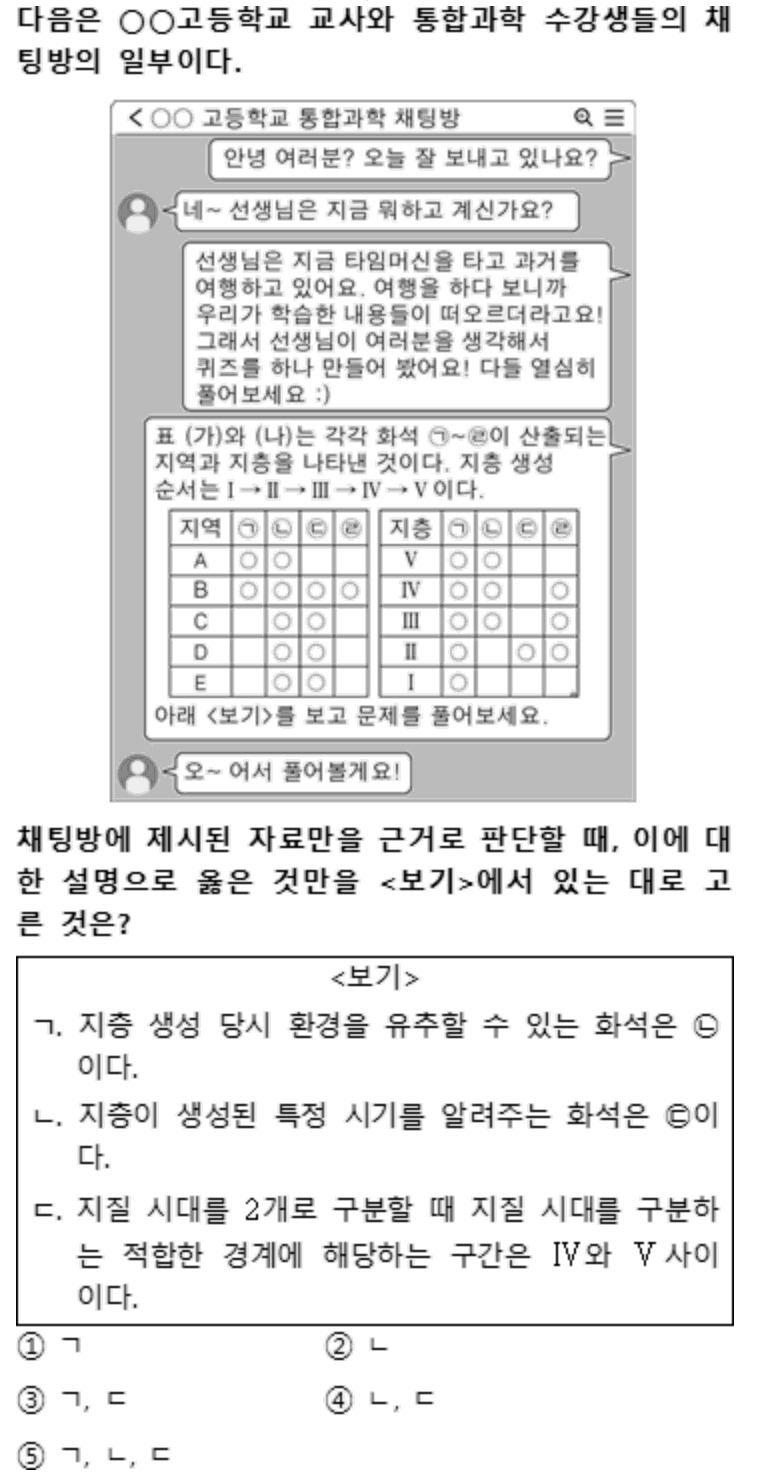 다음은 ○○고등학교 교사와 통합과학 수강생들의 채
팅방의 일부이다.
< ○○ 고등학교 통합과학 채팅방
안녕 여러분? 오늘 잘 보내고 있나요?
네~ 선생님은 지금 뭐하고 계신가요?
선생님은 지금 타임머신을 타고 과거를
여행하고 있어요. 여행을 하다 보니까
우리가 학습한 내용들이 떠오르더라고요!
그래서 선생님이 여러분을 생각해서
퀴즈를 하나 만들어 봤어요! 다들 열심히
풀어보세요 :)
표 (가)와 (나)는 각각 화석 ㉠~㉣이 산출되는
지역과 지층을 나타낸 것이다. 지층 생성
순서는 Ⅰ→Ⅱ→Ⅲ→Ⅳ→Ⅴ이다.
지역 ㉠ ㉡ ㉢ ㉣ 지층 ㉠ ㉡ ㉢ ㉣
A ○ ○ Ⅴ ○ ○
B ○ ○ ○ ○ Ⅳ ○ ○ ○
C ○ ○ Ⅲ ○ ○ ○
D ○ ○ Ⅱ ○ ○ ○
E ○ ○ Ⅰ ○
아래 <보기>를 보고 문제를 풀어보세요.
오~ 어서 풀어볼게요!
채팅방에 제시된 자료만을 근거로 판단할 때, 이에 대
한 설명으로 옳은 것만을 <보기>에서 있는 대로 고
른 것은?
<보기>
ㄱ. 지층 생성 당시 환경을 유추할 수 있는 화석은 ㉡
이다.
ㄴ. 지층이 생성된 특정 시기를 알려주는 화석은 ㉢이
다.
ㄷ. 지질 시대를 2개로 구분할 때 지질 시대를 구분하
는 적합한 경계에 해당하는 구간은 Ⅳ와 Ⅴ사이
이다.
① ㄱ ② ㄴ
③ ㄱ, ㄷ ④ ㄴ, ㄷ
⑤ ㄱ, ㄴ, ㄷ